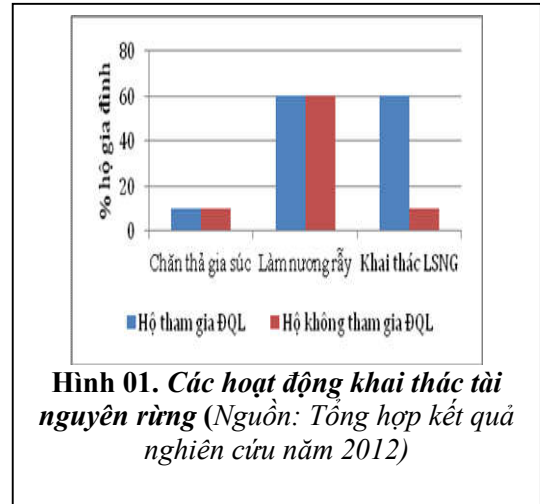 % hộ gia đình
80
60
40
20
0
Chăn thả gia súc Làm nương rẫy Khai thác LSNG
Hộ tham gia ĐQL Hộ không tham gia ĐQL
Hình 01. Các hoạt động khai thác tài
nguyên rừng (Nguồn: Tổng hợp kết quả
nghiên cứu năm 2012)